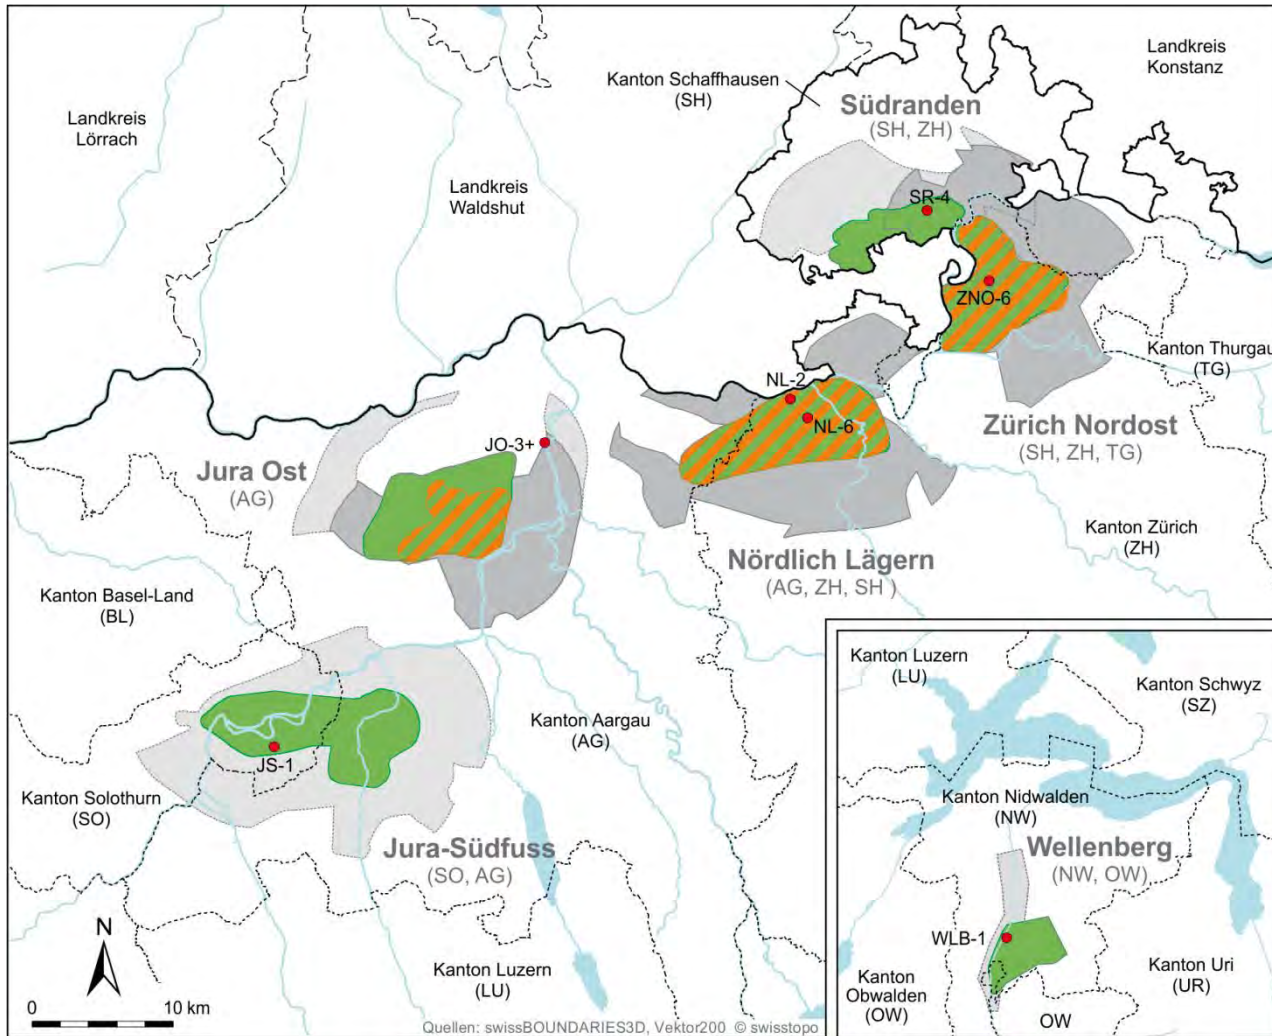 Landkreis
Konstanz
Kanton Schaffhausen
(SH)
Südranden
(SH, ZH)
Landkreis
Lörrach
Landkreis
Waldshut
SR-4
ZNO-6
Kanton Thurgau
(TG)
NL-2
NL-6
Zürich Nordost
(SH, ZH, TG)
JO-3+
Jura Ost
(AG)
Kanton Zürich
(ZH)
Nördlich Lägern
(AG, ZH, SH )
Kanton Basel-Land
(BL)
Kanton Aargau
(AG)
JS-1
Kanton Solothurn
(SO)
Jura-Südfuss
(SO, AG)
Kanton Luzern
(LU)
N
0 10 km
Quellen: swissBOUNDARIES3D, Vektor200 © swisstopo
Kanton Luzern
(LU)
Kanton Schwyz
(SZ)
Kanton Nidwalden
(NW)
Wellenberg
(NW, OW)
WLB-1
Kanton
Obwalden
(OW)
Kanton Uri
(UR)
OW